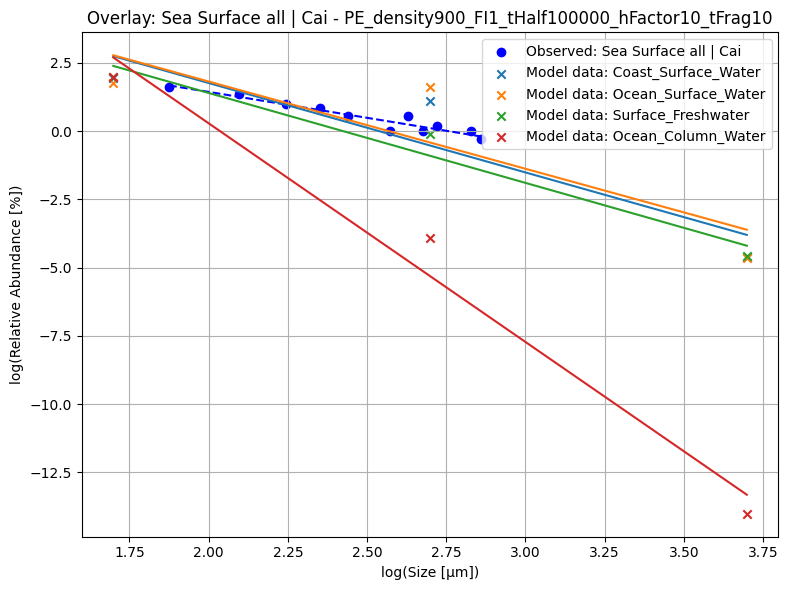 Overlay: Sea Surface all | Cai - PE_density900_FI1_tHalf100000_hFactor10_tFrag10
Observed: Sea Surface all | Cai
Model data: Coast_Surface_Water
Model data: Ocean_Surface_Water
Model data: Surface_Freshwater
Model data: Ocean_Column_Water
log(Relative Abundance [%])
2.5
0.0
−2.5
−5.0
−7.5
−10.0
−12.5
1.75 2.00 2.25 2.50 2.75 3.00 3.25 3.50 3.75
log(Size [μm])